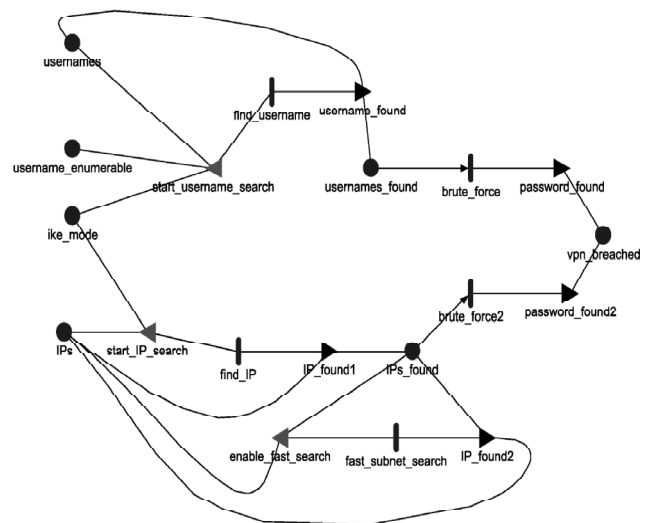 usernames
find_username
username_found
username_enumerable
start_username_search
usernames_found
brute_force
password_found
ike_mode
vpn_breached
brute_force2
password_found2
IPs
start_IP_search
find_IP
IP_found1
IPs_found
enable_fast_search
fast_subnet_search
IP_found2